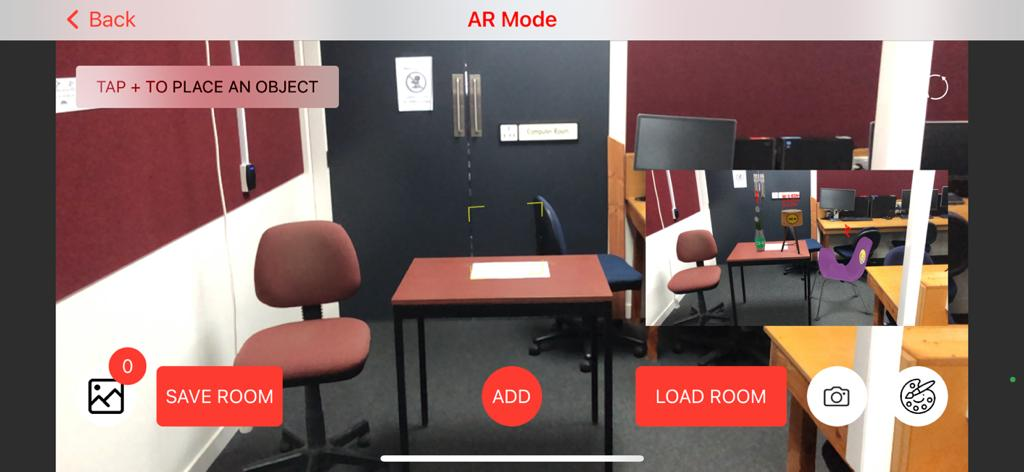 Back
AR Mode
TAP + TO PLACE AN OBJECT
Computer Room
0
SAVE ROOM
ADD
LOAD ROOM